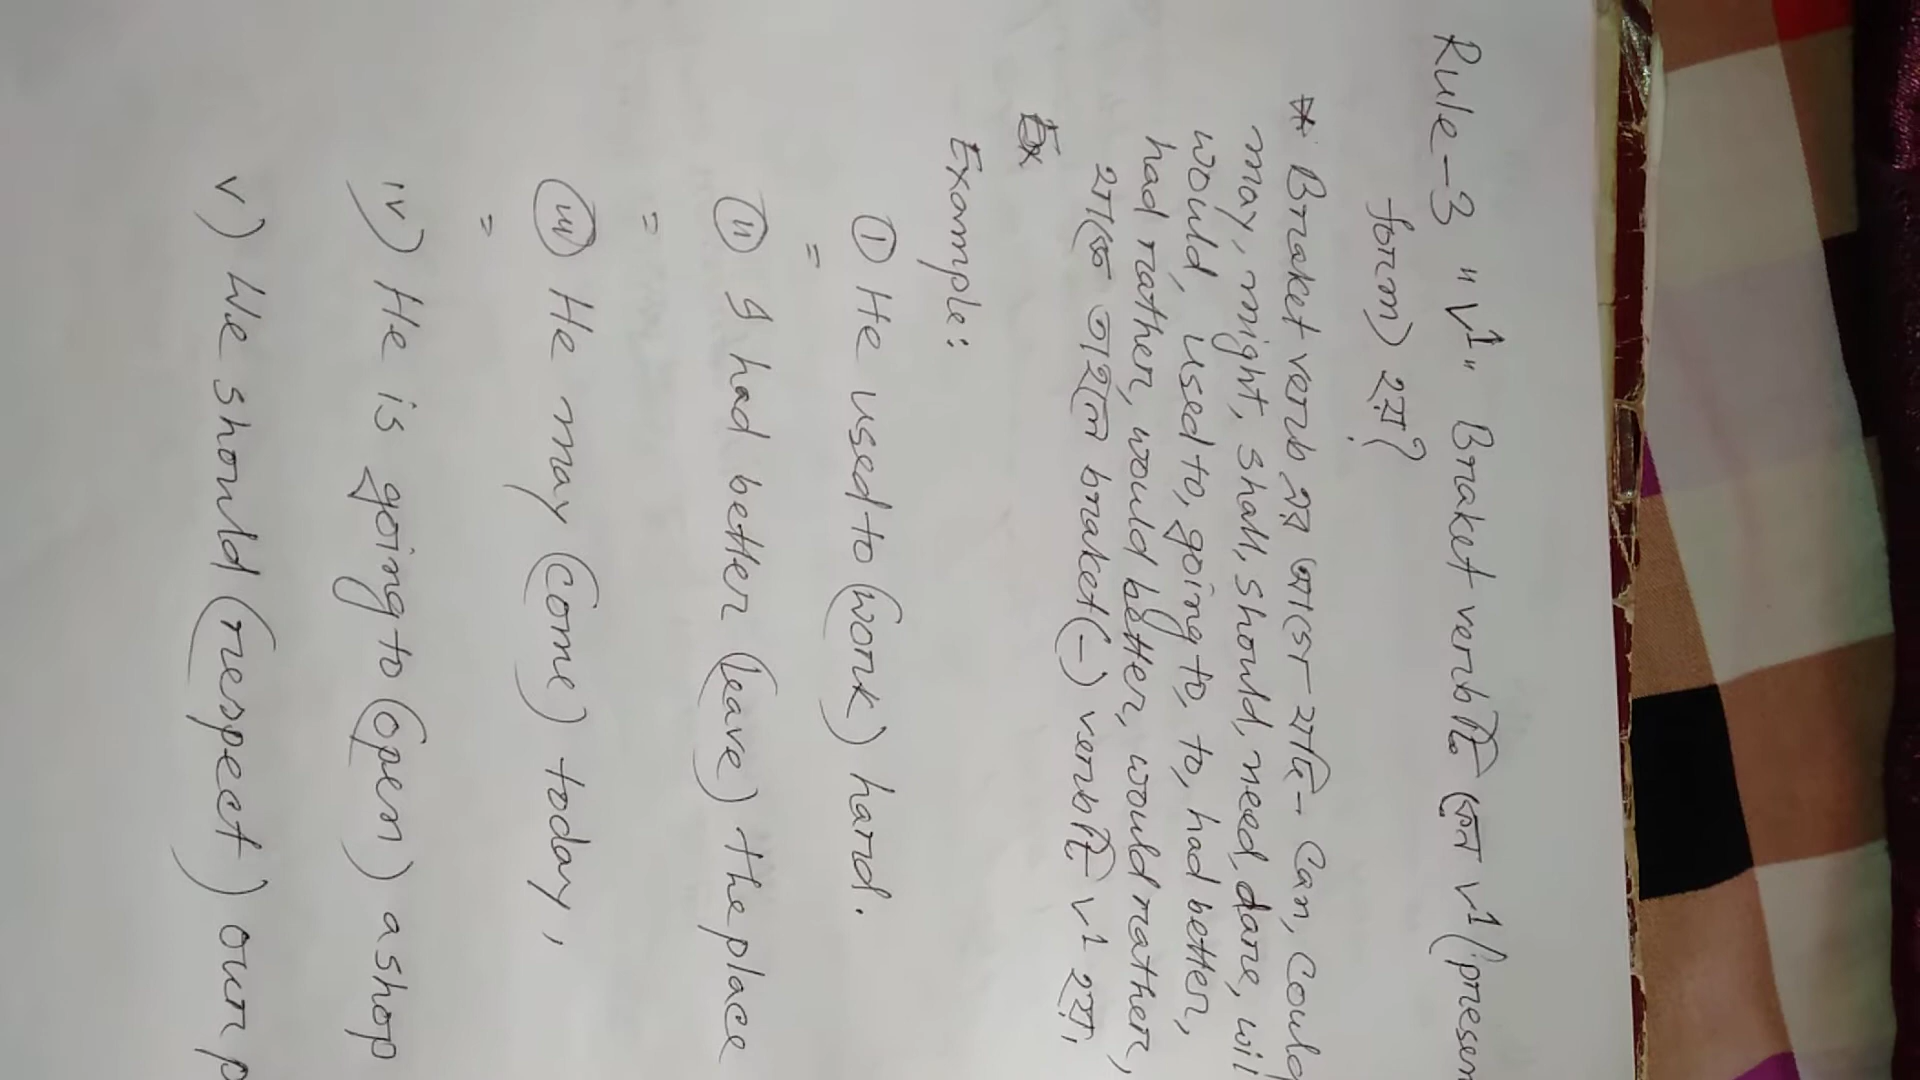 Rule-3 "V1" Braket verbটি কেন V1 (presen
form) হয়?
* Braket verb এর আগে যদি- Can, Could
may, might, shall, should, need, dare, wil
would, used to, going to, to, had better,
had rather, would better, would rather,
থাকে তাহলে braket (-) verbটি V1 হয়।
Ex
Example:
(i) He used to (work) hard.
=
(ii) I had better (leave) the place
=
(iii) He may (come) today,
=
iv) He is going to (open) a shop
v) We should (respect) our p